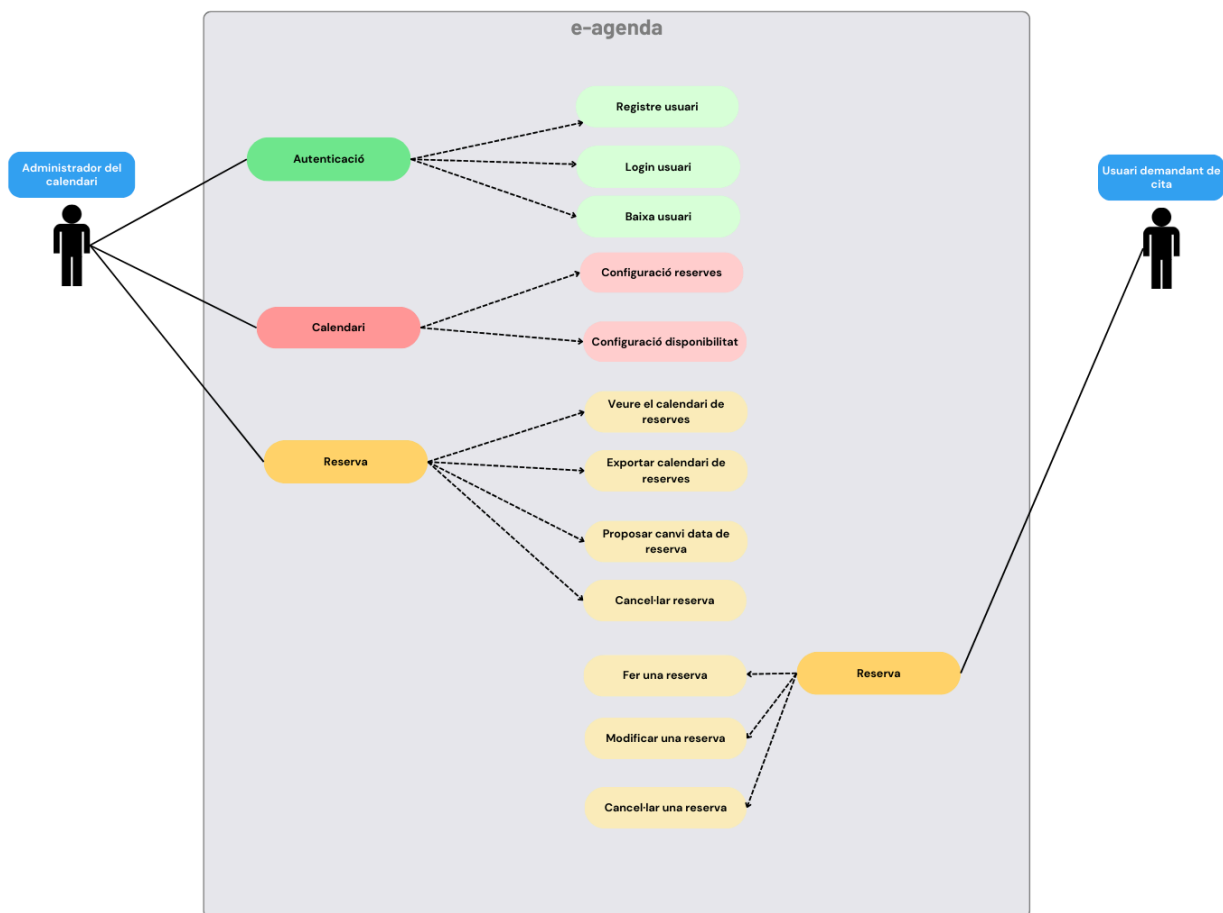 e-agenda
Administrador del
calendari
Usuari demandant de
cita
Autenticació
Registre usuari
Login usuari
Baixa usuari
Calendari
Configuració reserves
Configuració disponibilitat
Reserva
Veure el calendari de
reserves
Exportar calendari de
reserves
Proposar canvi data de
reserva
Cancel·lar reserva
Reserva
Fer una reserva
Modificar una reserva
Cancel·lar una reserva